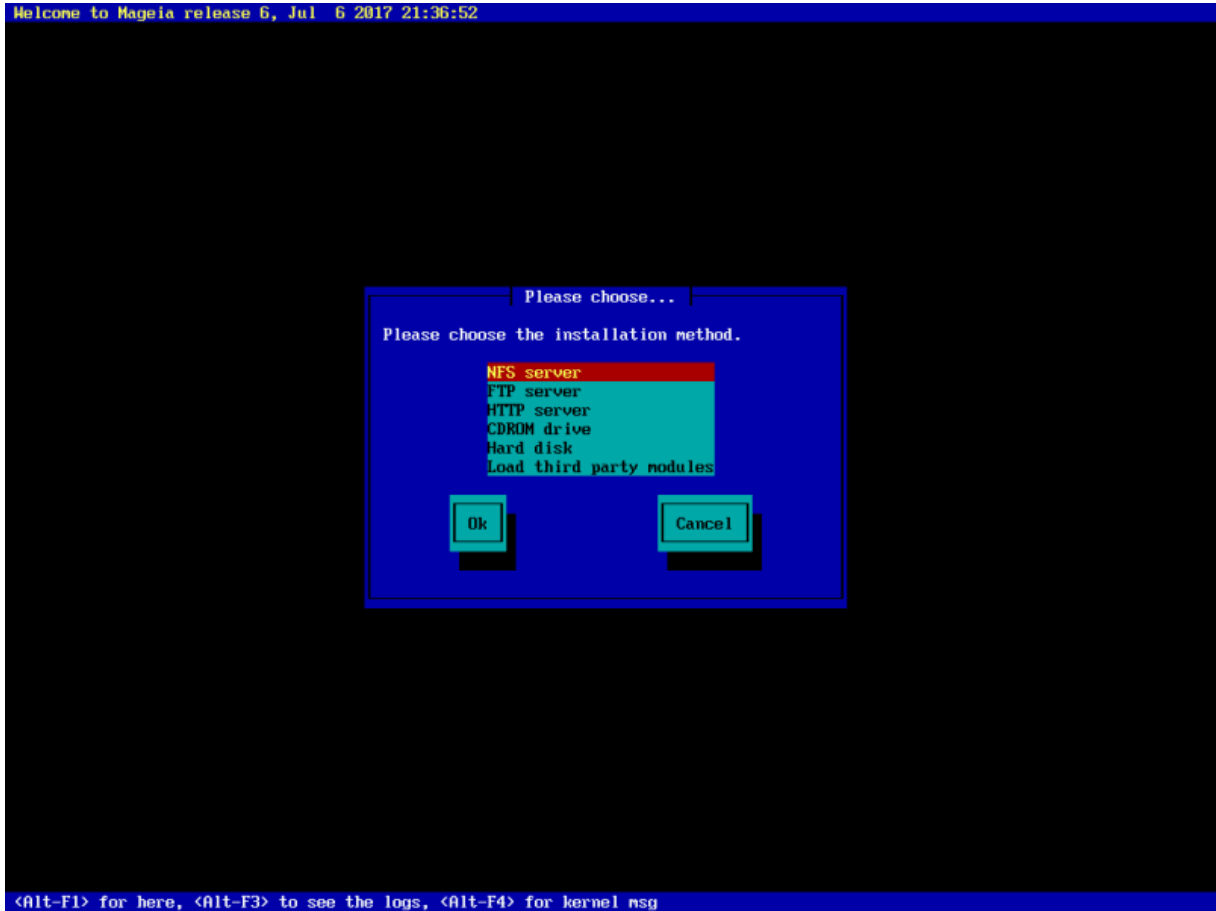 Welcome to Mageia release 6, Jul  6 2017 21:36:52
Please choose...
Please choose the installation method.
NFS server
FTP server
HTTP server
CDROM drive
Hard disk
Load third party modules
Ok Cancel
<Alt-F1> for here, <Alt-F3> to see the logs, <Alt-F4> for kernel msg